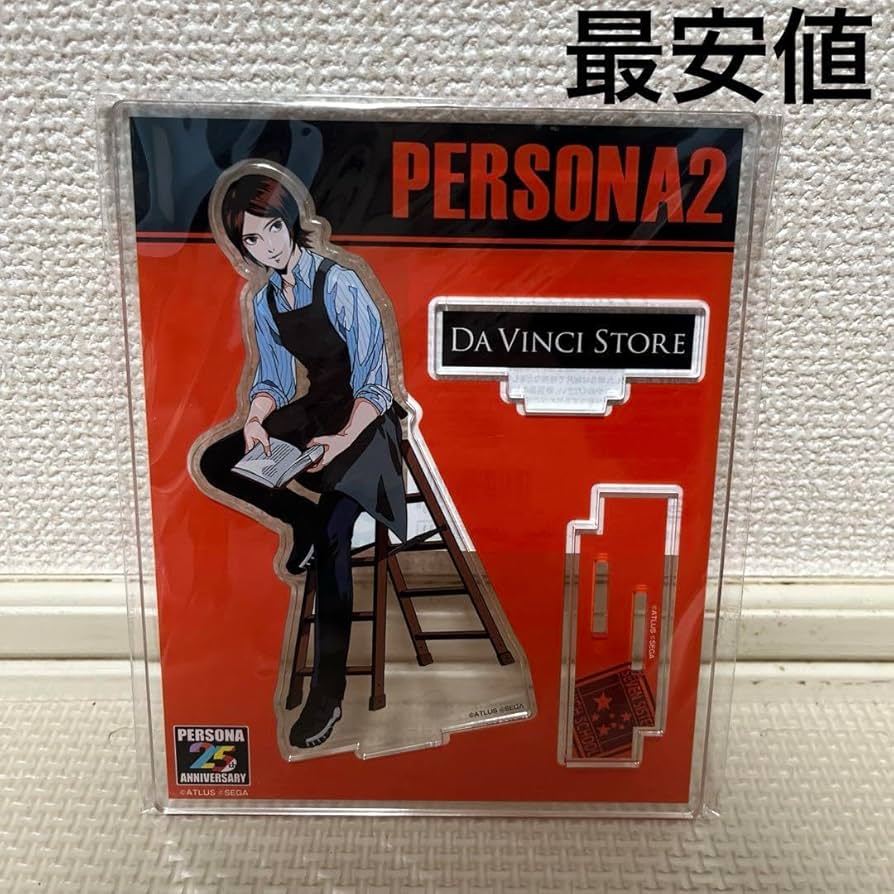 最安値
PERSONA2
DA VINCI STORE
©ATLUS ©SEGA
©ATLUS ©SEGA
PERSONA
25th
ANNIVERSARY
©ATLUS ©SEGA